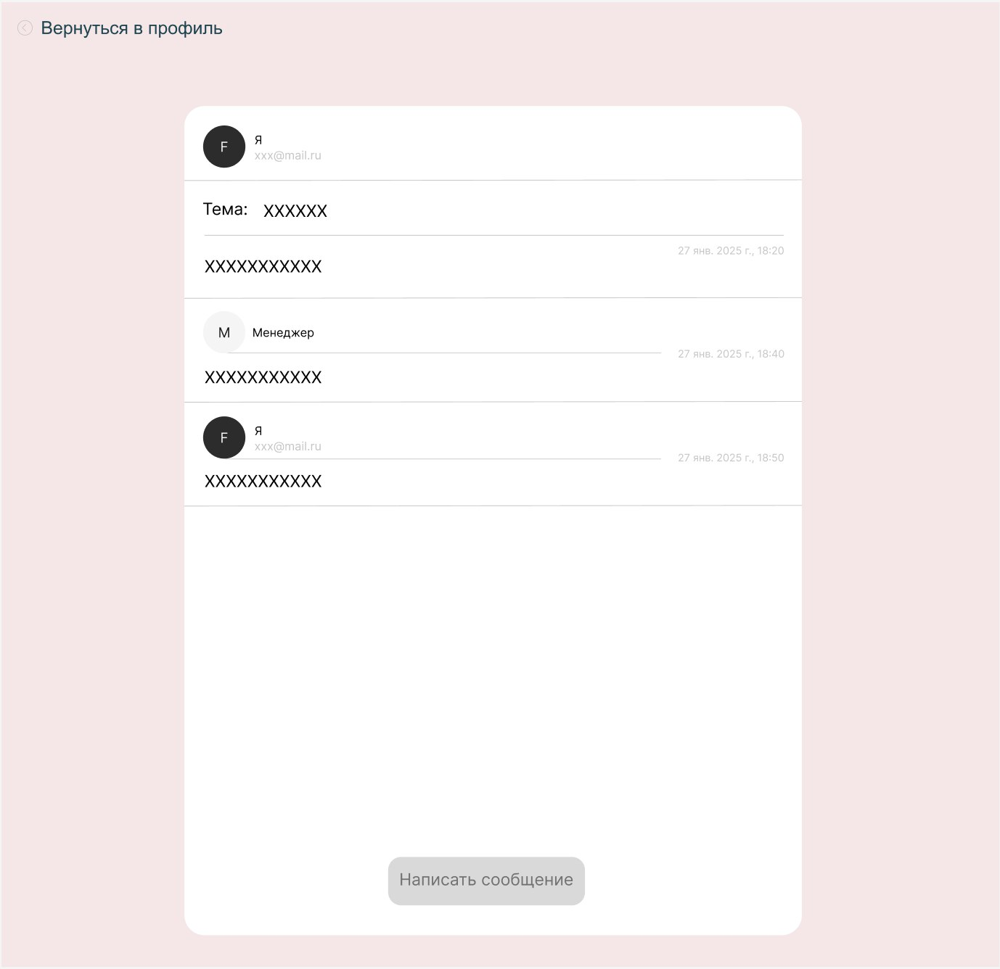 Вернуться в профиль
F
Я
xxx@mail.ru
Тема: XXXXXX
27 янв. 2025 г., 18:20
XXXXXXXXXXX
М
Менеджер
27 янв. 2025 г., 18:40
XXXXXXXXXXX
F
Я
xxx@mail.ru
27 янв. 2025 г., 18:50
XXXXXXXXXXX
Написать сообщение